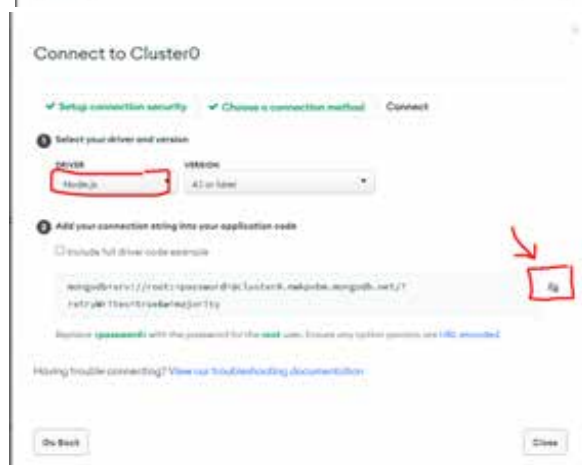 Connect to Cluster0
✔ Setup connection security ✔ Choose a connection method Connect
1 Select your driver and version
DRIVER VERSION
Node.js 4.1 or later
2 Add your connection string into your application code
Include full driver code example
mongodb+srv://root:<password>@cluster0.mongodb.net/?
retryWrites=true&w=majority
Replace <password> with the password for the root user. Ensure any option params are URL encoded.
Having trouble connecting? View our troubleshooting documentation
Go Back Close